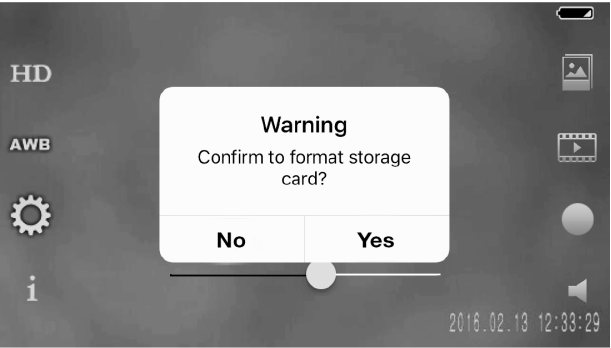 HD
AWB
i
Warning
Confirm to format storage
card?
No
Yes
2016.02.13 12:33:29